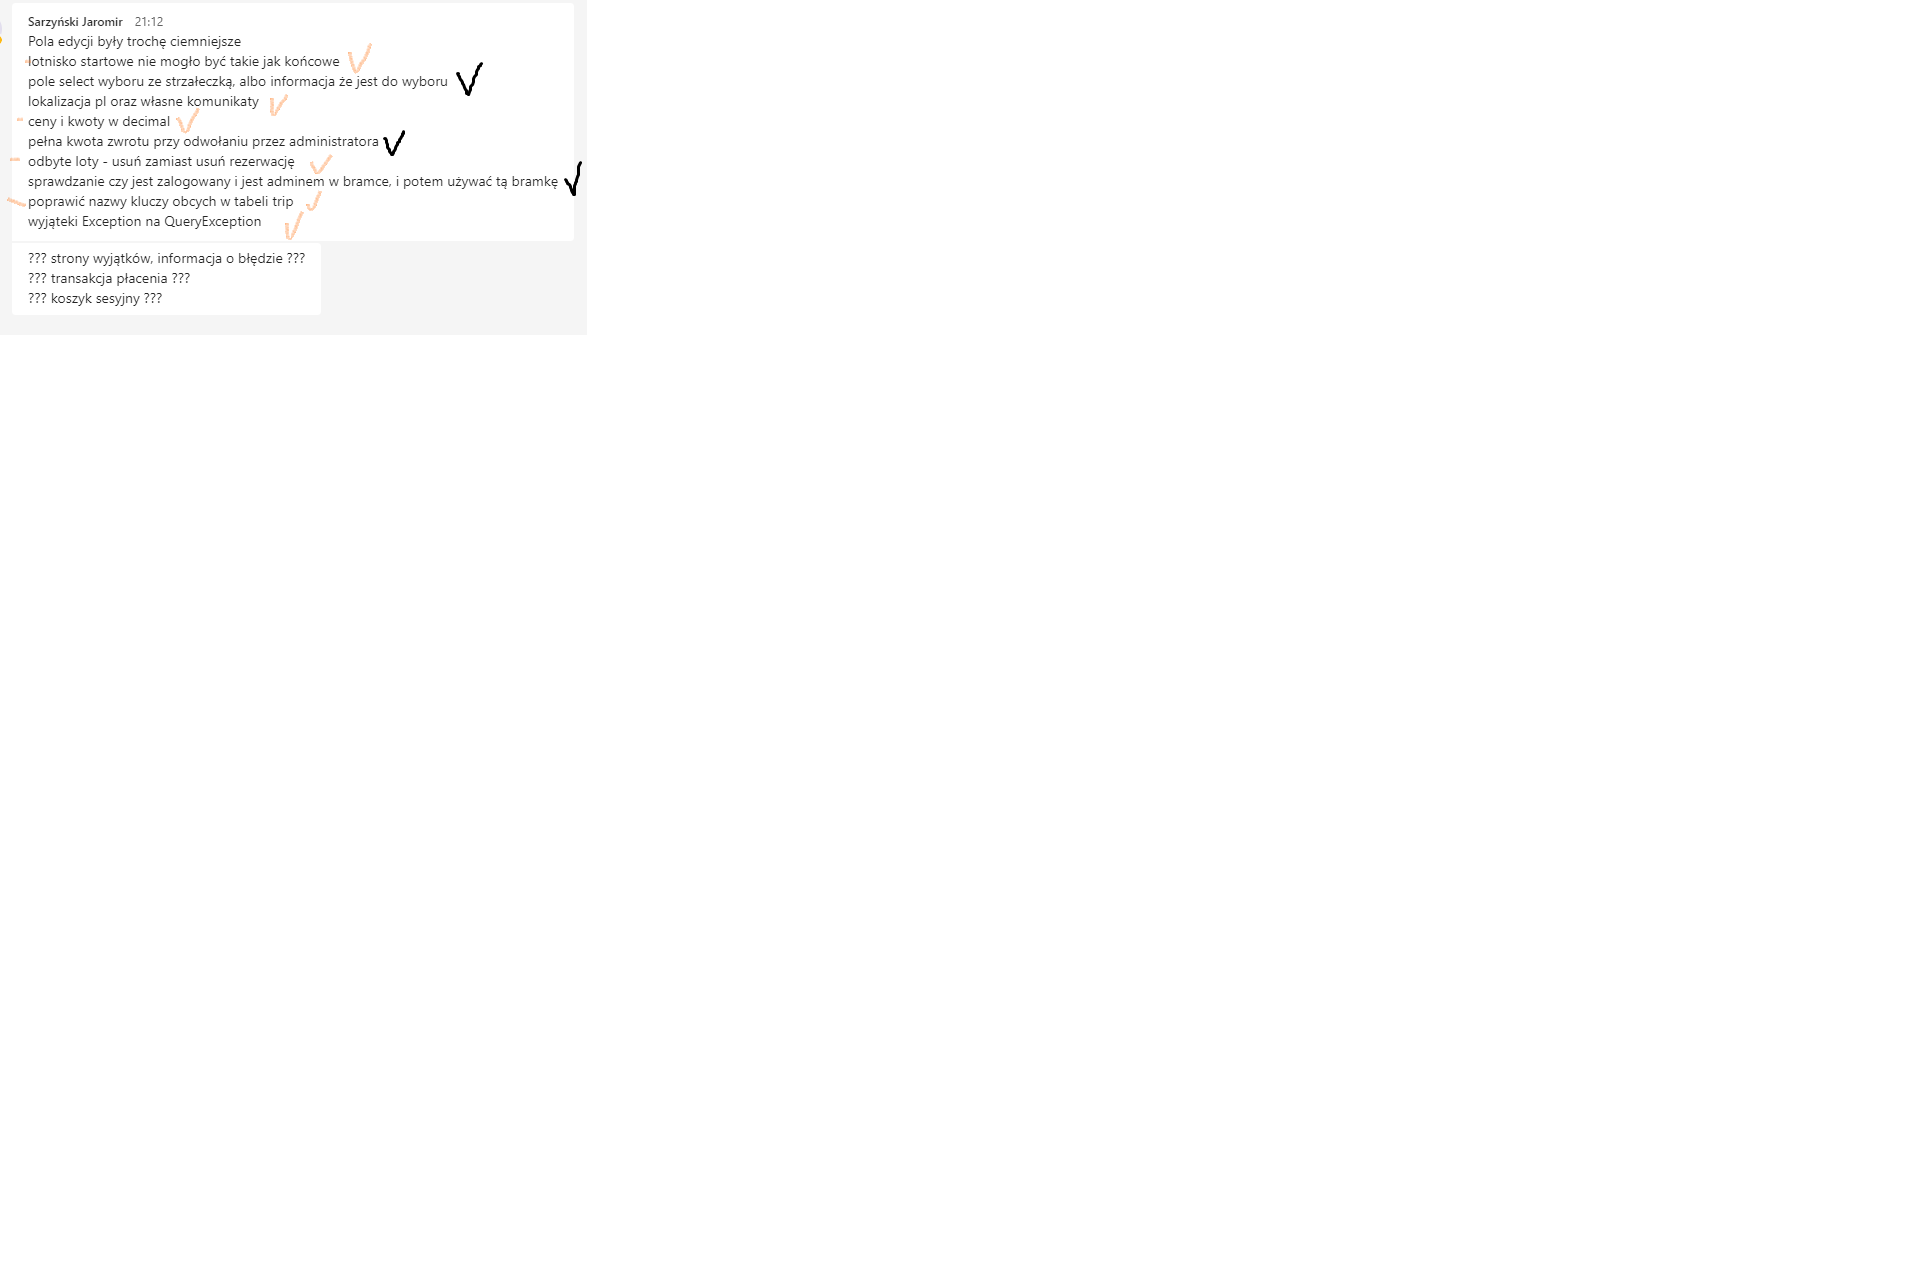 Sarzyński Jaromir 21:12
Pola edycji były trochę ciemniejsze
lotnisko startowe nie mogło być takie jak końcowe
pole select wyboru ze strzałeczką, albo informacja że jest do wyboru
lokalizacja pl oraz własne komunikaty
ceny i kwoty w decimal
pełna kwota zwrotu przy odwołaniu przez administratora
odbyte loty - usuń zamiast usuń rezerwację
sprawdzanie czy jest zalogowany i jest adminem w bramce, i potem używać tą bramkę
poprawić nazwy kluczy obcych w tabeli trip
wyjąteki Exception na QueryException
??? strony wyjątków, informacja o błędzie ???
??? transakcja płacenia ???
??? koszyk sesyjny ???